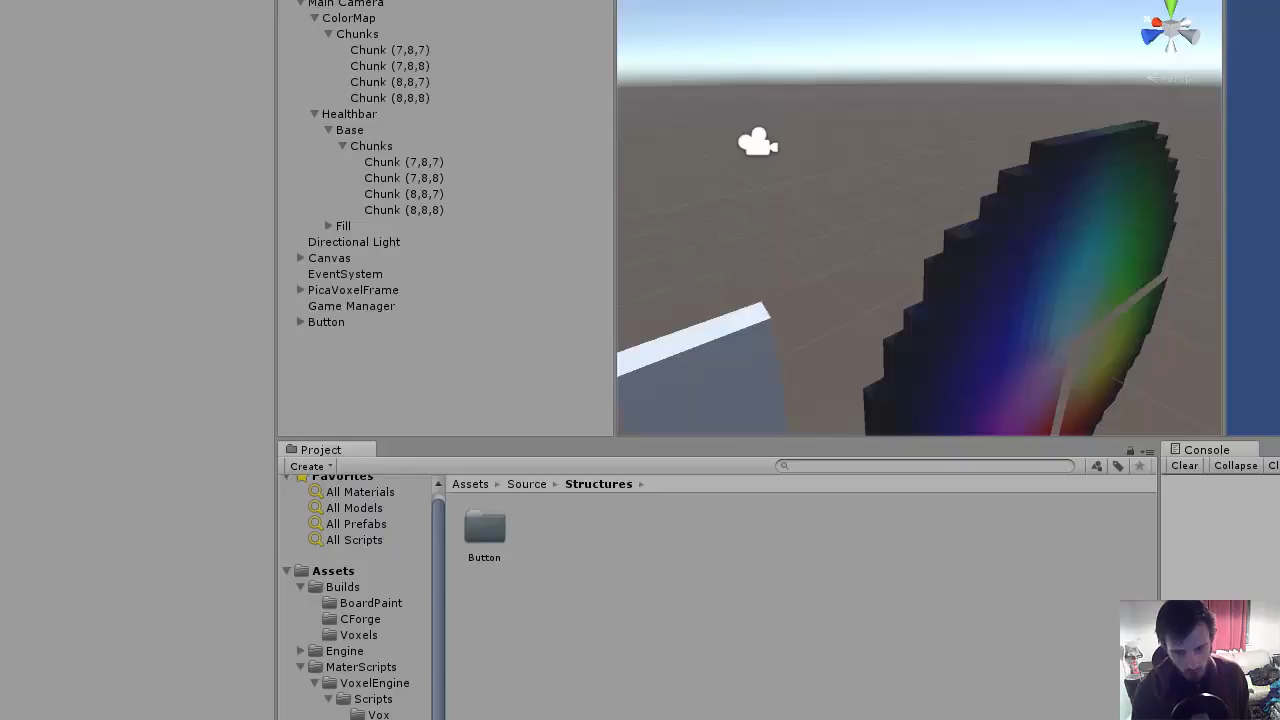 Main Camera
ColorMap
Chunks
Chunk (7,8,7)
Chunk (7,8,8)
Chunk (8,8,7)
Chunk (8,8,8)
Healthbar
Base
Chunks
Chunk (7,8,7)
Chunk (7,8,8)
Chunk (8,8,7)
Chunk (8,8,8)
Fill
Directional Light
Canvas
EventSystem
PicaVoxelFrame
Game Manager
Button
Persp
Project
Create
Favorites
All Materials
All Models
All Prefabs
All Scripts
Assets
Builds
BoardPaint
CForge
Voxels
Engine
MaterScripts
VoxelEngine
Scripts
Vox
Assets Source Structures
Button
Console
Clear Collapse Cl